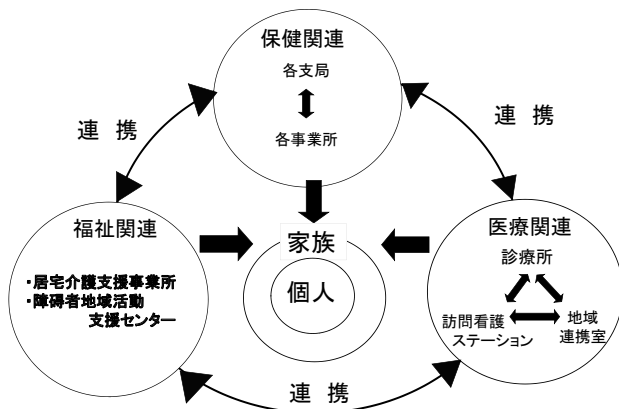 保健関連
各支局
各事業所
連 携
連 携
福祉関連
・居宅介護支援事業所
・障碍者地域活動
支援センター
家族
個人
医療関連
診療所
訪問看護
ステーション
地域
連携室
連 携